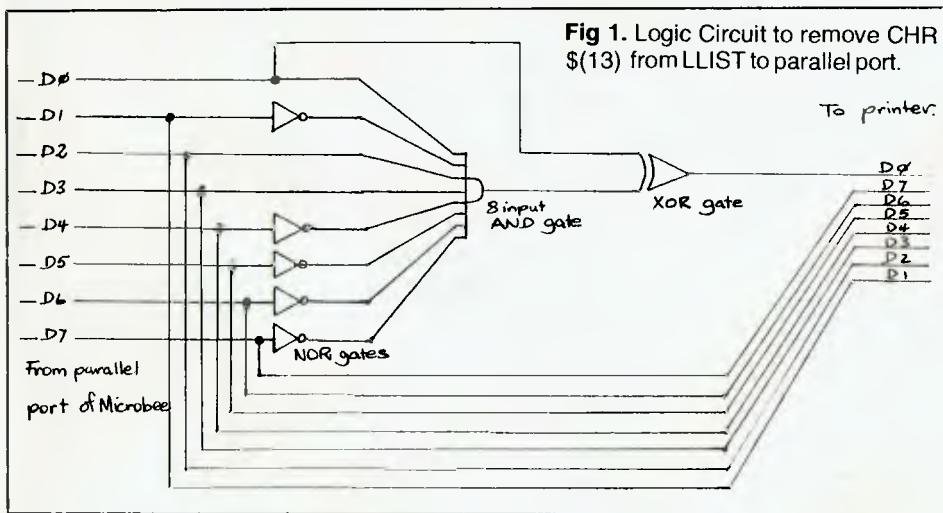 Fig 1. Logic Circuit to remove CHR
$(13) from LLIST to parallel port.
To printer.
DØ
D1
D2
D3
D4
D5
D6
D7
From parallel
port of Microbee
NOR gates
8 input
AND gate
XOR gate
DØ
D7
D6
D5
D4
D3
D2
D1